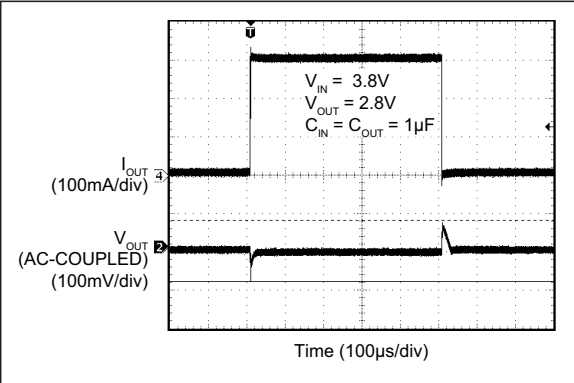 T
V_IN = 3.8V
V_OUT = 2.8V
C_IN = C_OUT = 1µF
I_OUT
(100mA/div)
4
V_OUT
(AC-COUPLED)
(100mV/div)
2
Time (100µs/div)